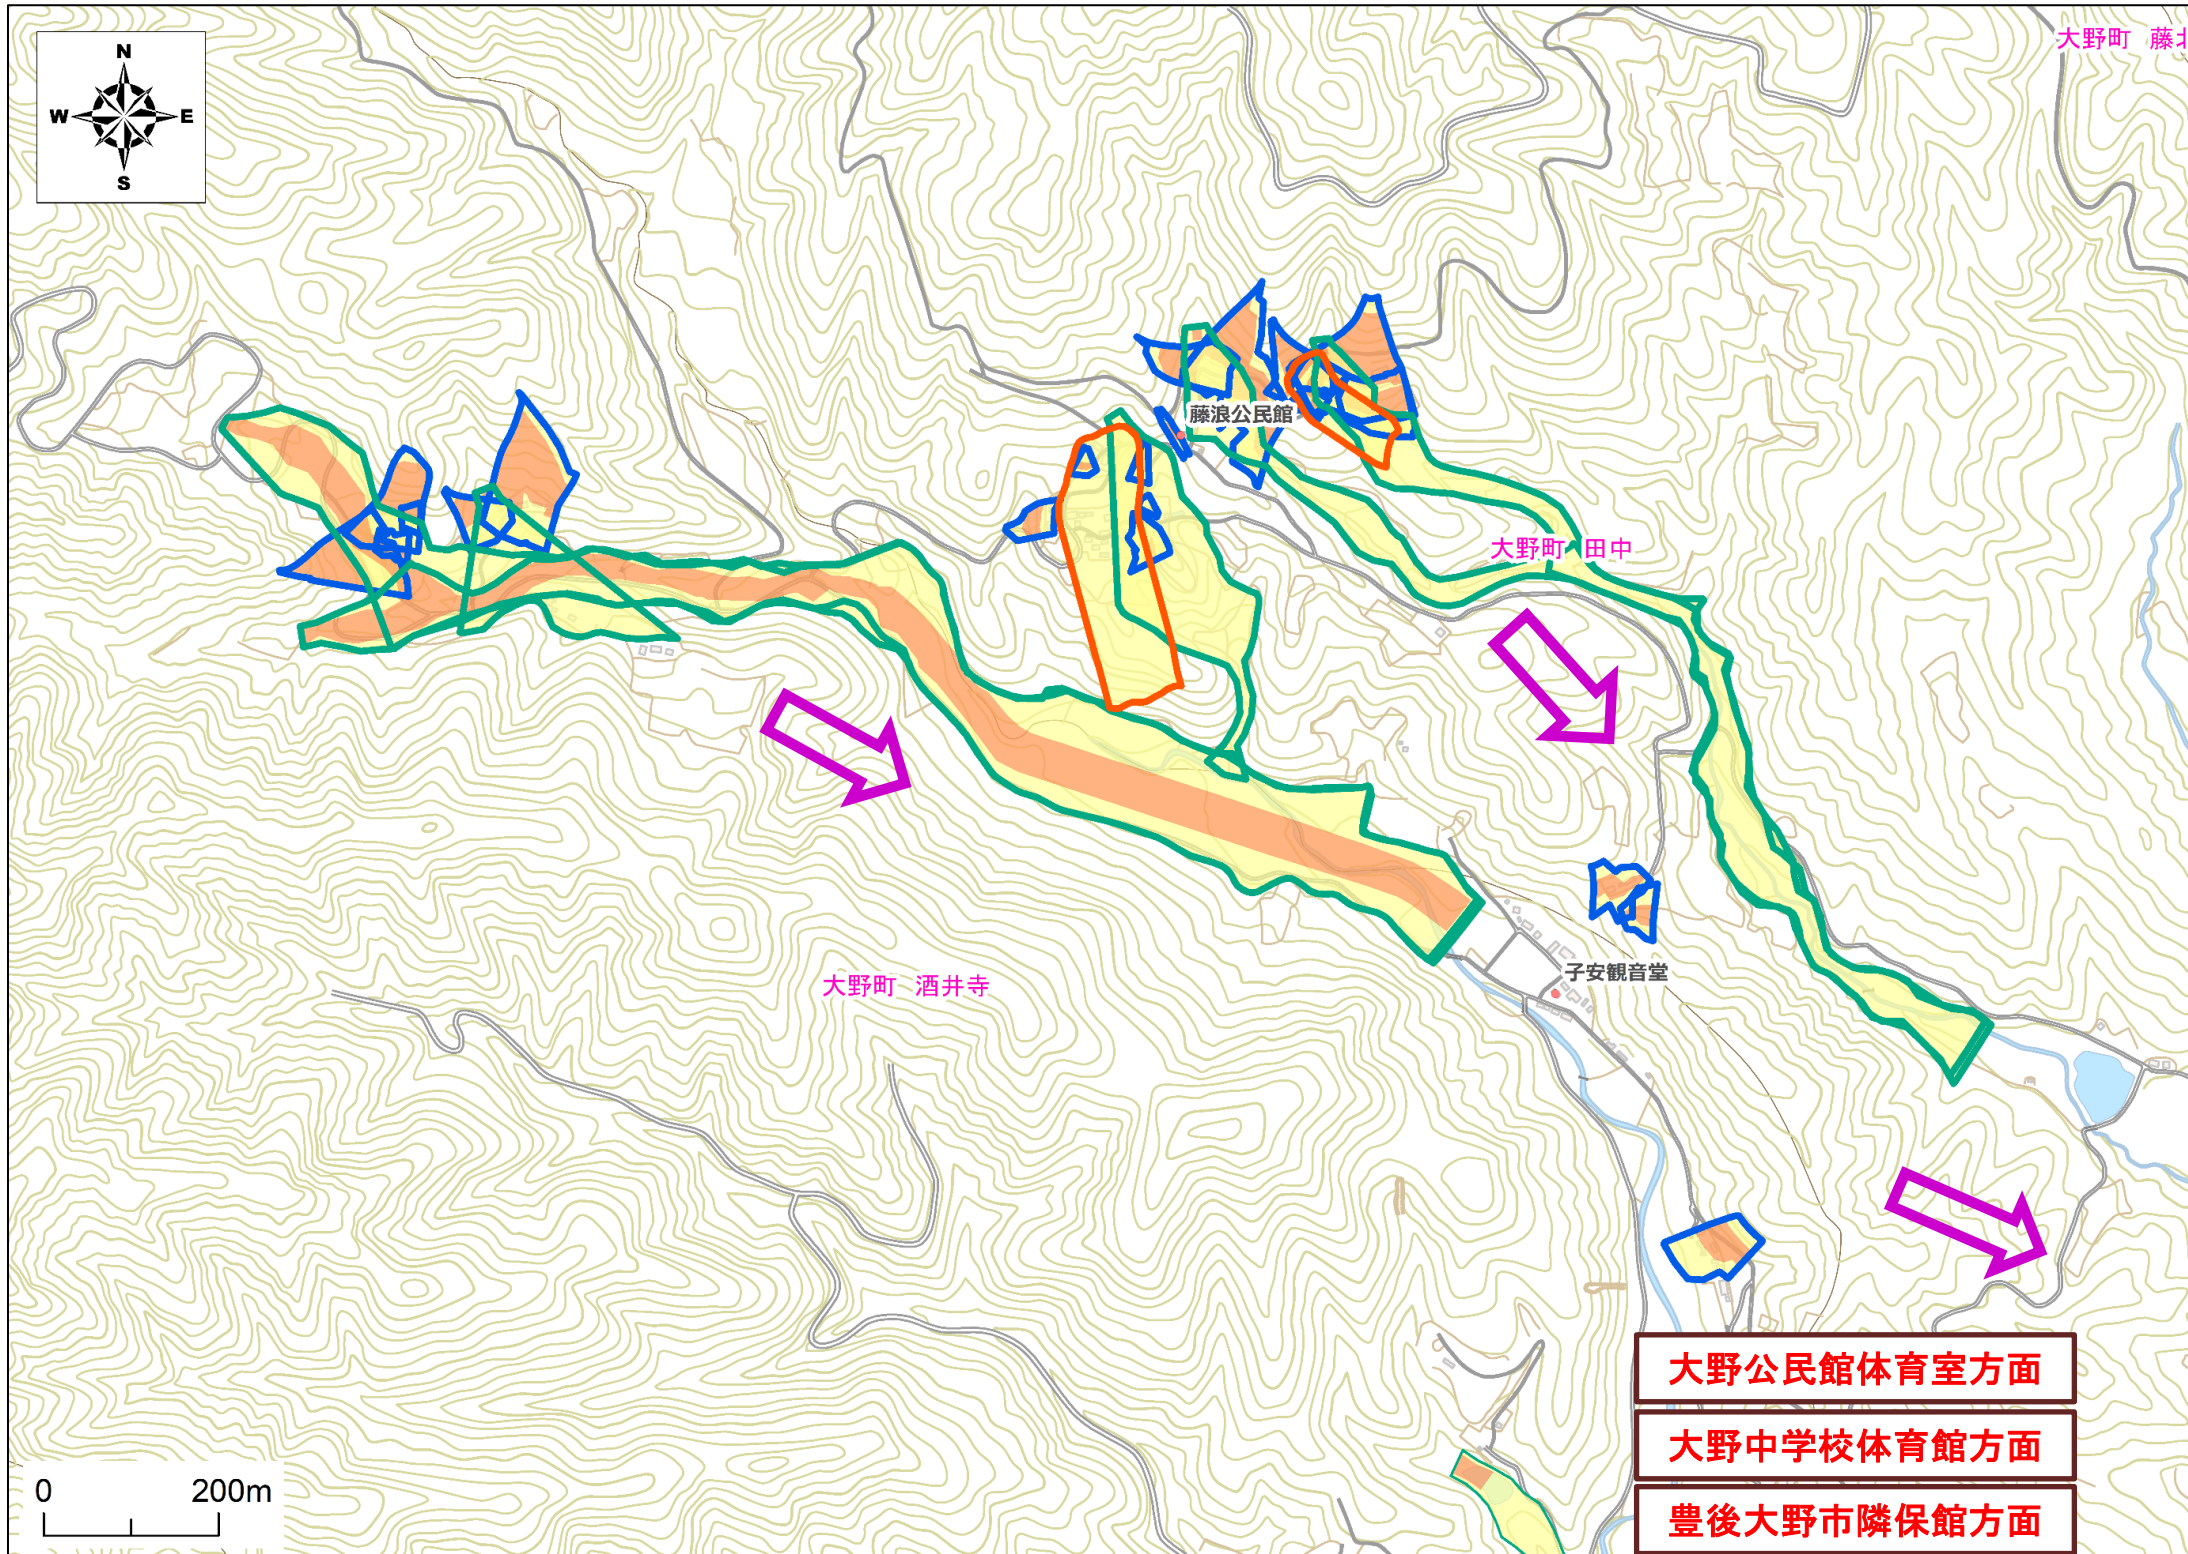 大野町 藤北
N
W E
S
藤浪公民館
大野町 田中
子安観音堂
大野町 酒井寺
大野公民館体育室方面
大野中学校体育館方面
豊後大野市隣保館方面
0 200m